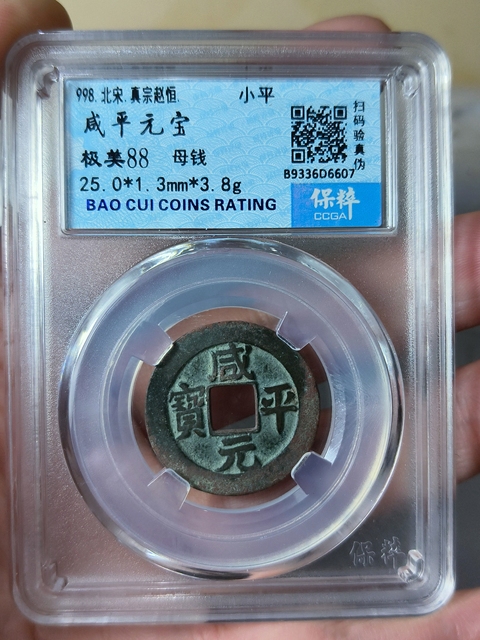 998.北宋.真宗赵恒.
小平
咸平元宝
极美88 母钱
25.0*1.3mm*3.8g
BAO CUI COINS RATING
扫码验真伪
B9336D6607
保粹
CCGA
咸平元寶
保粹